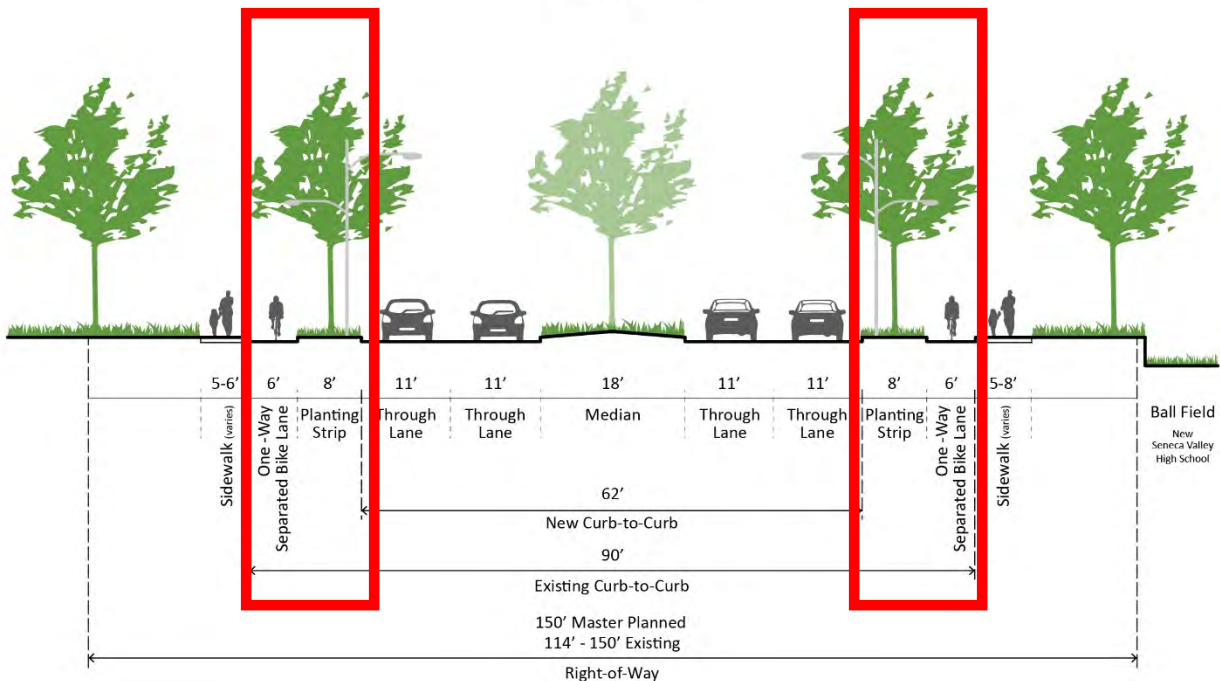 5-6’ 6’ 8’ 11’ 11’ 18’ 11’ 11’ 8’ 6’ 5-8’
Sidewalk (varies)
One -Way
Separated Bike Lane
Planting
Strip
Through
Lane
Through
Lane
Median
Through
Lane
Through
Lane
Planting
Strip
One -Way
Separated Bike Lane
Sidewalk (varies)
Ball Field
New
Seneca Valley
High School
62’
New Curb-to-Curb
90’
Existing Curb-to-Curb
150’ Master Planned
114’ - 150’ Existing
Right-of-Way